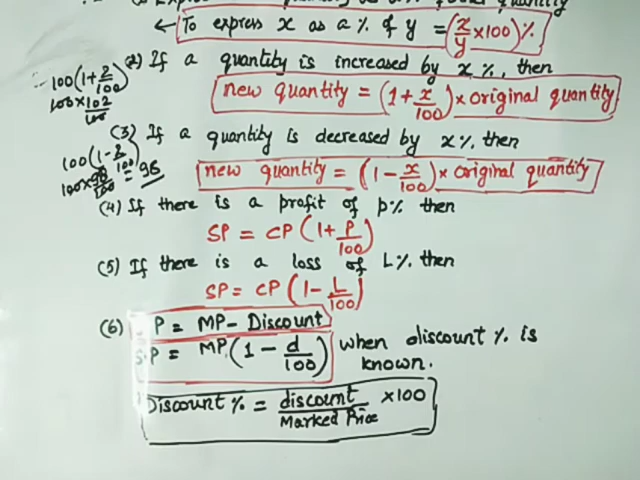 to Express
quantity
← To express x as a % of y = (x/y ×100) %
100(1+2/100)
100×102/100
(2) If a quantity is increased by x %, then
new quantity = (1+x/100) × original quantity
(3) If a quantity is decreased by x%, then
100(1-2/100)
100×98/100 = 98
new quantity = (1-x/100) × original quantity
(4) If there is a profit of p% then
SP = CP (1+P/100)
(5) If there is a loss of L% then
SP = CP (1-L/100)
(6) P = MP - Discount
S.P = MP (1 - d/100) when discount % is
known.
Discount % = discount/Marked Price ×100